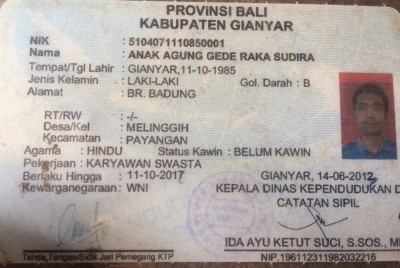 PROVINSI BALI
KABUPATEN GIANYAR
NIK : 5104071110850001
Nama : ANAK AGUNG GEDE RAKA SUDIRA
Tempat/Tgl Lahir : GIANYAR,11-10-1985
Jenis Kelamin : LAKI-LAKI Gol. Darah : B
Alamat : BR. BADUNG
RT/RW : -/-
Desa/Kel : MELINGGIH
Kecamatan : PAYANGAN
Agama : HINDU Status Kawin : BELUM KAWIN
Pekerjaan : KARYAWAN SWASTA
Berlaku Hingga : 11-10-2017 GIANYAR, 14-06-2012
Kewarganegaraan : WNI KEPALA DINAS KEPENDUDUKAN D
CATATAN SIPIL
IDA AYU KETUT SUCI, S.SOS.,
Tanda Tangan/Sidik Jari Pemegang KTP NIP.196112311982032216